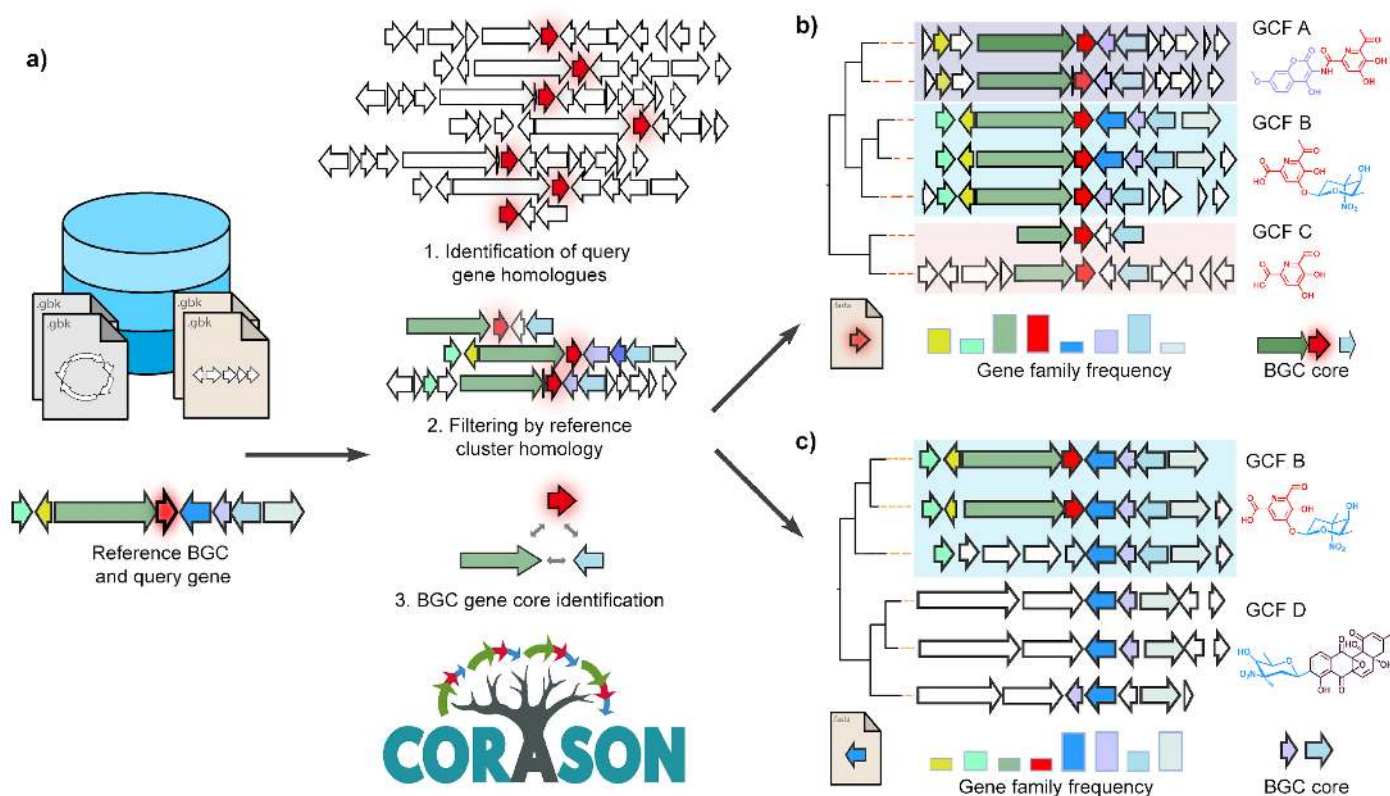 a)
.gbk
.gbk
.gbk
Reference BGC
and query gene
1. Identification of query
gene homologues
2. Filtering by reference
cluster homology
3. BGC gene core identification
CORASON
b)
GCF A
GCF B
GCF C
.fasta
Gene family frequency
BGC core
c)
GCF B
GCF D
.fasta
Gene family frequency
BGC core